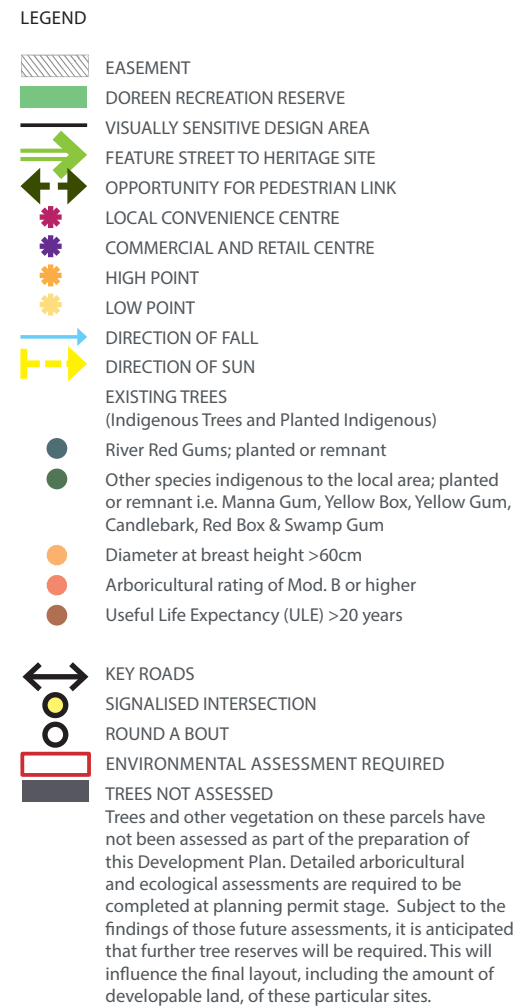 LEGEND
EASEMENT
DOREEN RECREATION RESERVE
VISUALLY SENSITIVE DESIGN AREA
FEATURE STREET TO HERITAGE SITE
OPPORTUNITY FOR PEDESTRIAN LINK
LOCAL CONVENIENCE CENTRE
COMMERCIAL AND RETAIL CENTRE
HIGH POINT
LOW POINT
DIRECTION OF FALL
DIRECTION OF SUN
EXISTING TREES
(Indigenous Trees and Planted Indigenous)
River Red Gums; planted or remnant
Other species indigenous to the local area; planted
or remnant i.e. Manna Gum, Yellow Box, Yellow Gum,
Candlebark, Red Box & Swamp Gum
Diameter at breast height >60cm
Arboricultural rating of Mod. B or higher
Useful Life Expectancy (ULE) >20 years
KEY ROADS
SIGNALISED INTERSECTION
ROUND A BOUT
ENVIRONMENTAL ASSESSMENT REQUIRED
TREES NOT ASSESSED
Trees and other vegetation on these parcels have
not been assessed as part of the preparation of
this Development Plan. Detailed arboricultural
and ecological assessments are required to be
completed at planning permit stage.  Subject to the
findings of those future assessments, it is anticipated
that further tree reserves will be required. This will
influence the final layout, including the amount of
developable land, of these particular sites.